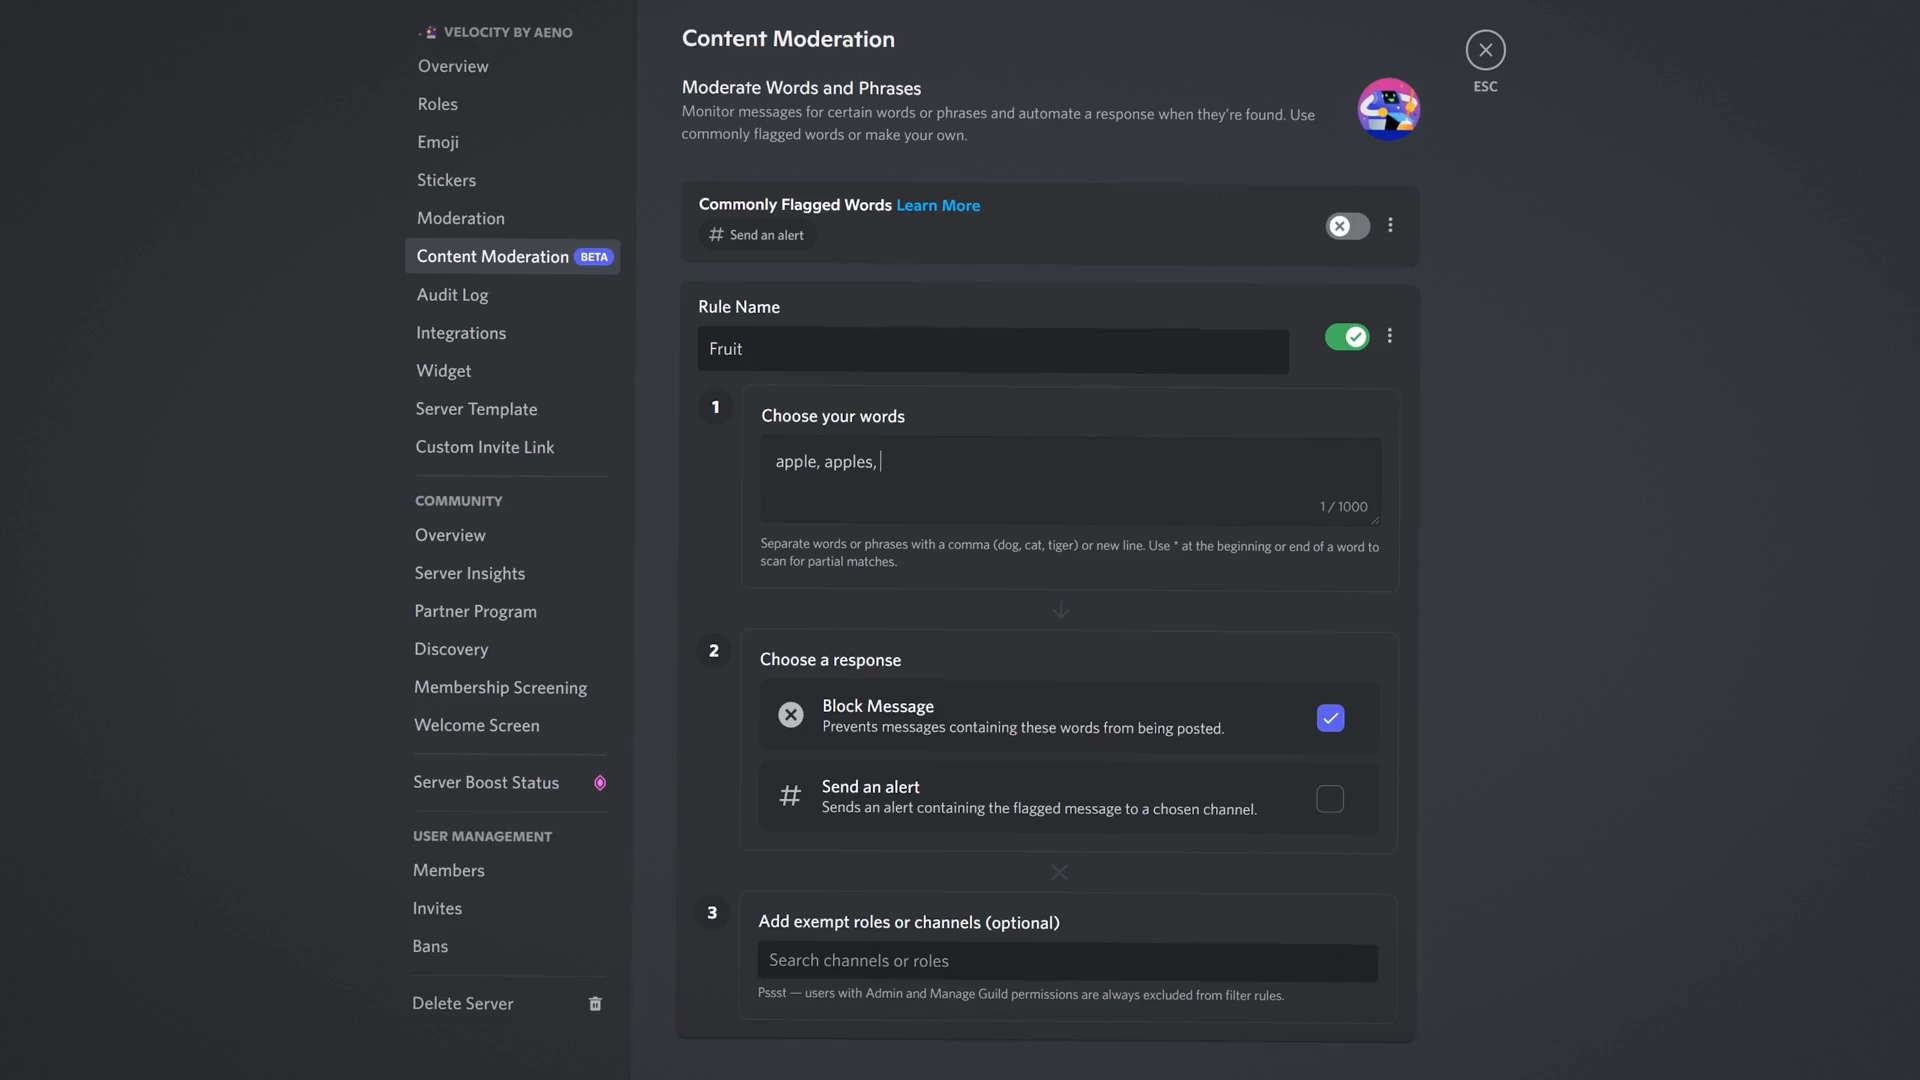 VELOCITY BY AENO
Overview
Roles
Emoji
Stickers
Moderation
Content Moderation BETA
Audit Log
Integrations
Widget
Server Template
Custom Invite Link
COMMUNITY
Overview
Server Insights
Partner Program
Discovery
Membership Screening
Welcome Screen
Server Boost Status
USER MANAGEMENT
Members
Invites
Bans
Delete Server
Content Moderation
ESC
Moderate Words and Phrases
Monitor messages for certain words or phrases and automate a response when they’re found. Use
commonly flagged words or make your own.
Commonly Flagged Words Learn More
# Send an alert
Rule Name
Fruit
1
Choose your words
apple, apples,
1 / 1000
Separate words or phrases with a comma (dog, cat, tiger) or new line. Use * at the beginning or end of a word to
scan for partial matches.
2
Choose a response
Block Message
Prevents messages containing these words from being posted.
# Send an alert
Sends an alert containing the flagged message to a chosen channel.
3
Add exempt roles or channels (optional)
Search channels or roles
Pssst — users with Admin and Manage Guild permissions are always excluded from filter rules.